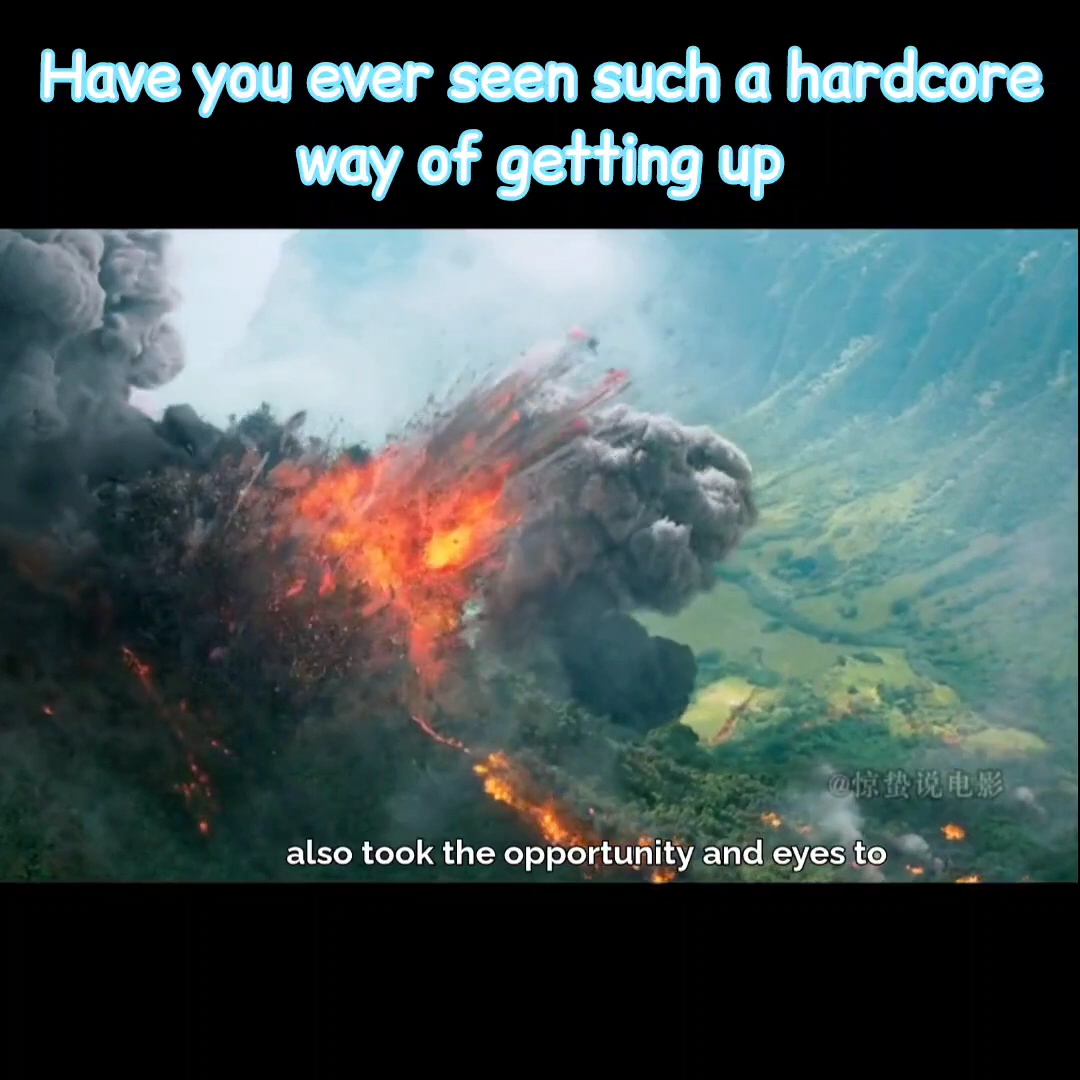 Have you ever seen such a hardcore
way of getting up
@惊蛰说电影
also took the opportunity and eyes to